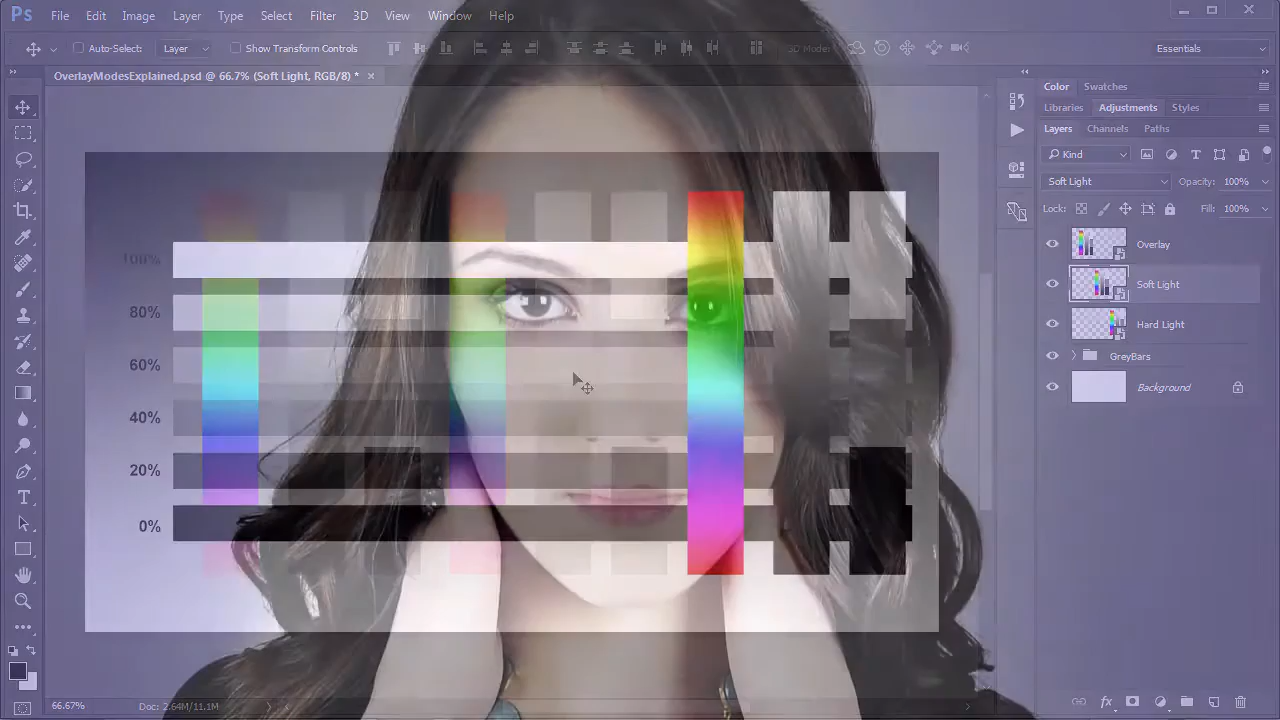 Ps File Edit Image Layer Type Select Filter 3D View Window Help
Auto-Select: Layer Show Transform Controls 3D Mode: Essentials
OverlayModesExplained.psd @ 66.7% (Soft Light, RGB/8) * ×
Color Swatches
Libraries Adjustments Styles
Layers Channels Paths
Kind
Soft Light Opacity: 100%
Lock: Fill: 100%
Overlay
Soft Light
Hard Light
GreyBars
Background
100%
80%
60%
40%
20%
0%
66.67% Doc: 2.64M/11.1M